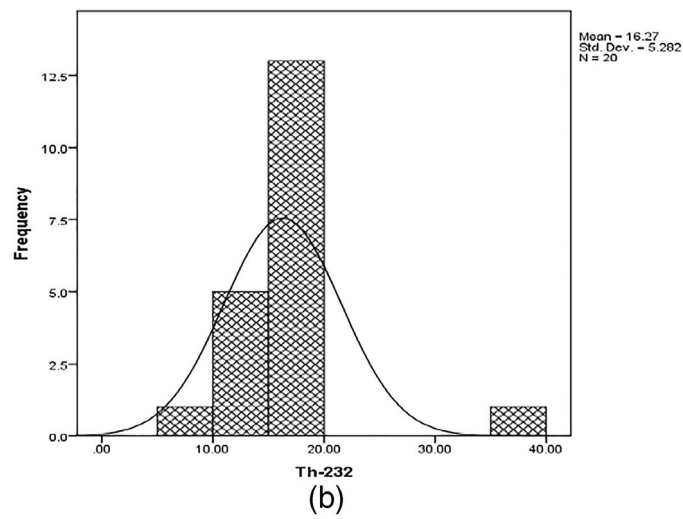 Mean = 16.27
Std. Dev. = 5.282
N = 20
12.5
10.0
7.5
5.0
2.5
0.0
Frequency
.00 10.00 20.00 30.00 40.00
Th-232
(b)